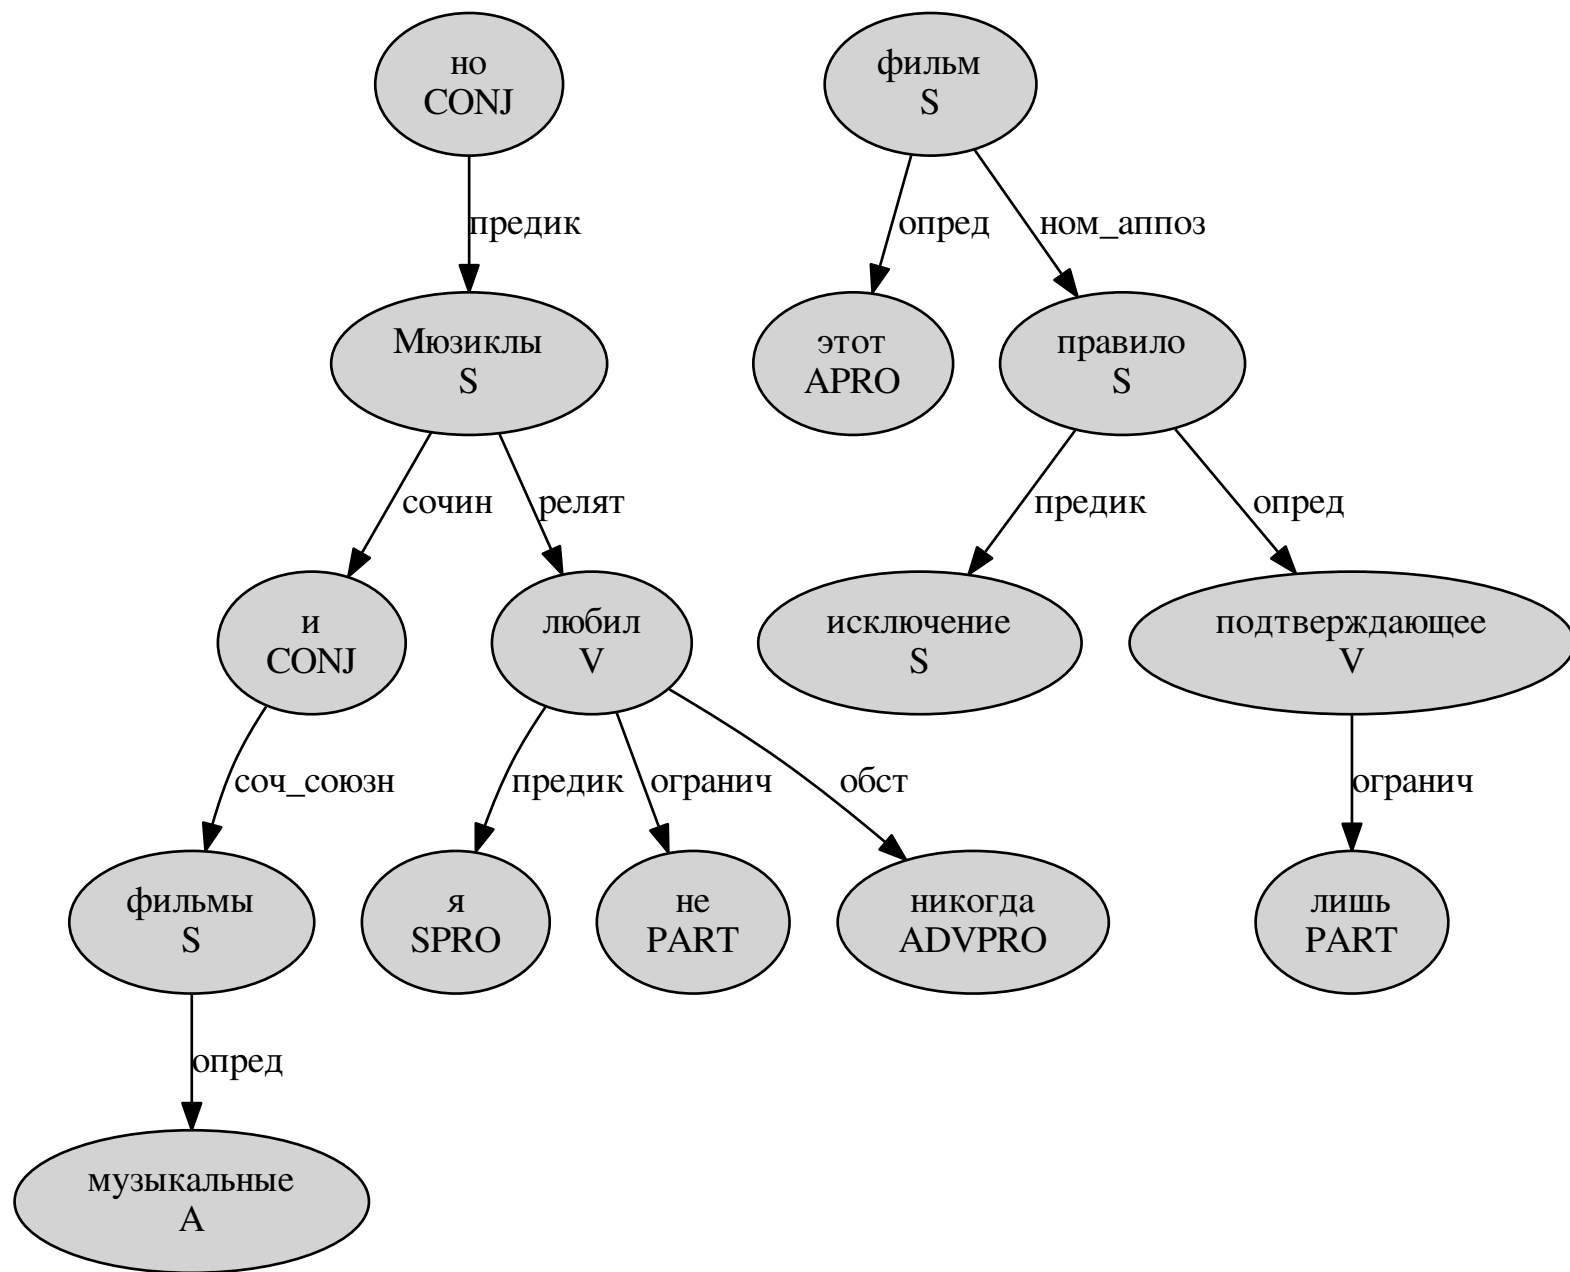 но
CONJ
фильм
S
предик
опред
ном_аппоз
Мюзиклы
S
этот
APRO
правило
S
сочин
релят
предик
опред
и
CONJ
любил
V
исключение
S
подтверждающее
V
соч_союзн
предик
огранич
обст
огранич
фильмы
S
я
SPRO
не
PART
никогда
ADVPRO
лишь
PART
опред
музыкальные
A